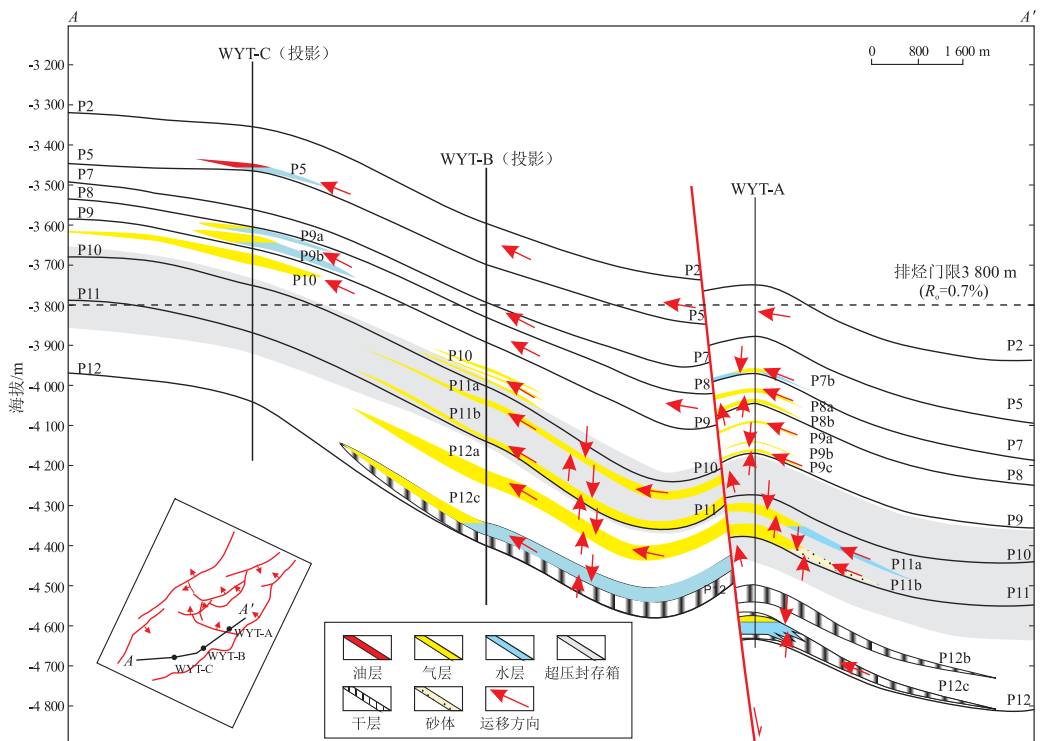 A
A′
WYT-C（投影）
WYT-B（投影）
WYT-A
0 800 1 600 m
海拔/m
-3 200
-3 300
-3 400
-3 500
-3 600
-3 700
-3 800
-3 900
-4 000
-4 100
-4 200
-4 300
-4 400
-4 500
-4 600
-4 700
-4 800
P2
P5
P7
P8
P9
P10
P11
P12
P5
P9a
P9b
P10
P10
P11a
P11b
P12a
P12c
P2
P5
P7
P8
P9
P10
P11
P12
排烃门限3 800 m
(Ro=0.7%)
P7b
P8a
P8b
P9a
P9b
P9c
P11a
P11b
P12b
P12c
P2
P5
P7
P8
P9
P10
P11
P12
A
A′
WYT-A
WYT-B
WYT-C
油层 气层 水层 超压封存箱
干层 砂体 运移方向